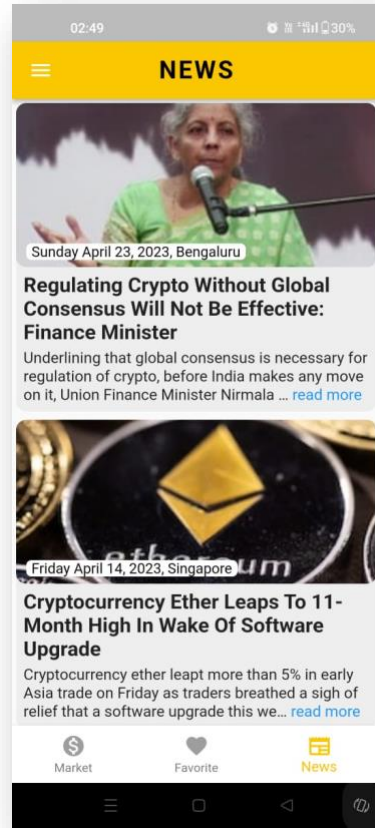 02:49
30%
NEWS
Sunday April 23, 2023, Bengaluru
Regulating Crypto Without Global
Consensus Will Not Be Effective:
Finance Minister
Underlining that global consensus is necessary for
regulation of crypto, before India makes any move
on it, Union Finance Minister Nirmala ... read more
ethereum
Friday April 14, 2023, Singapore
Cryptocurrency Ether Leaps To 11-
Month High In Wake Of Software
Upgrade
Cryptocurrency ether leapt more than 5% in early
Asia trade on Friday as traders breathed a sigh of
relief that a software upgrade this we... read more
Market
Favorite
News